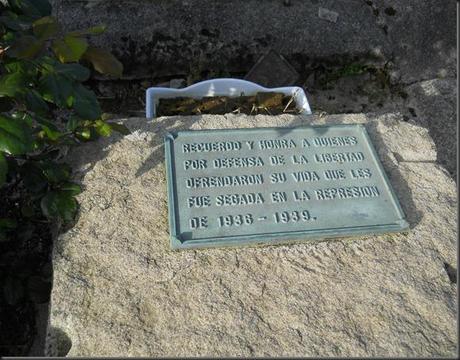 RECUERDO Y HONRA A QUIENES
POR DEFENSA DE LA LIBERTAD
OFRENDARON SU VIDA QUE LES
FUE SEGADA EN LA REPRESION
DE 1936 - 1939.